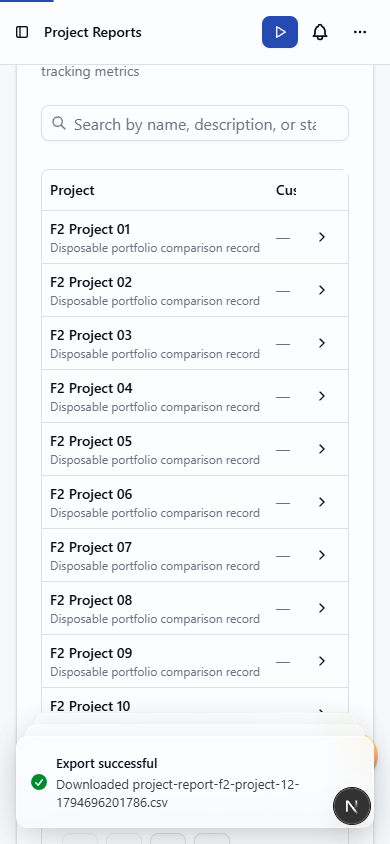 Project Reports
tracking metrics
Search by name, description, or sta
Project Cus
F2 Project 01
Disposable portfolio comparison record —
F2 Project 02
Disposable portfolio comparison record —
F2 Project 03
Disposable portfolio comparison record —
F2 Project 04
Disposable portfolio comparison record —
F2 Project 05
Disposable portfolio comparison record —
F2 Project 06
Disposable portfolio comparison record —
F2 Project 07
Disposable portfolio comparison record —
F2 Project 08
Disposable portfolio comparison record —
F2 Project 09
Disposable portfolio comparison record —
F2 Project 10
Export successful
Downloaded project-report-f2-project-12-
1794696201786.csv
N